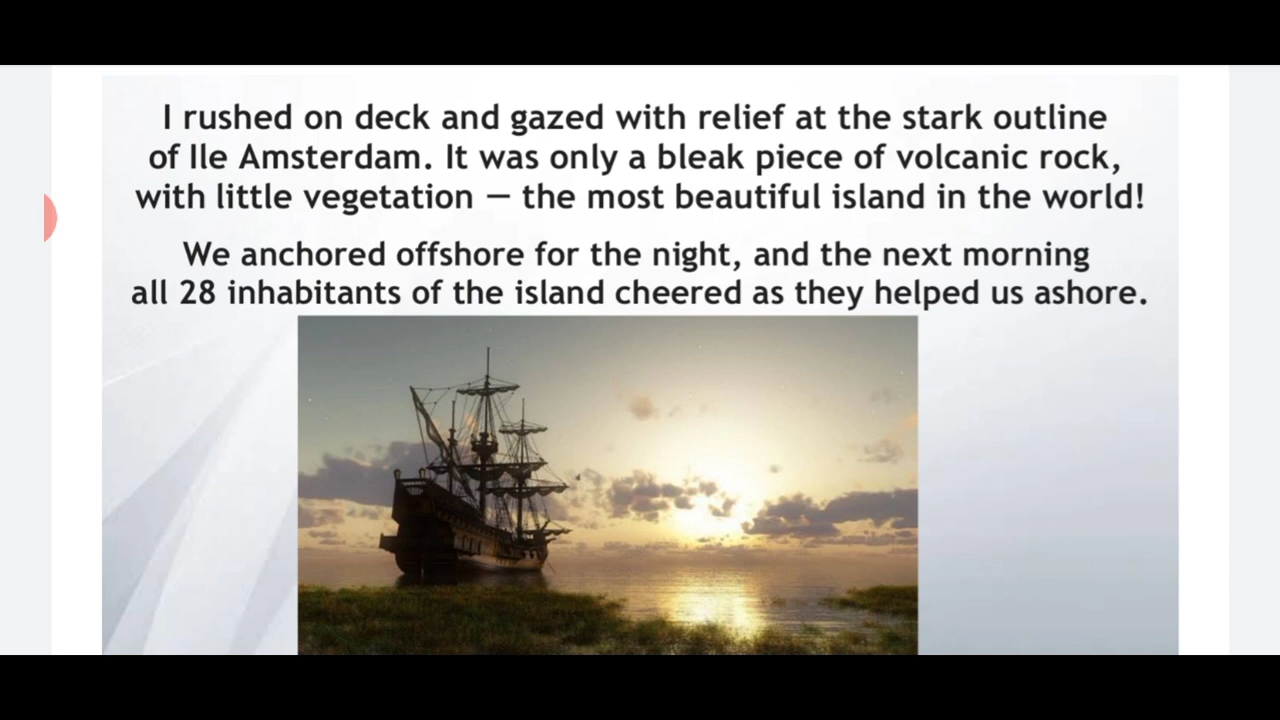 I rushed on deck and gazed with relief at the stark outline
of Ile Amsterdam. It was only a bleak piece of volcanic rock,
with little vegetation — the most beautiful island in the world!
We anchored offshore for the night, and the next morning
all 28 inhabitants of the island cheered as they helped us ashore.